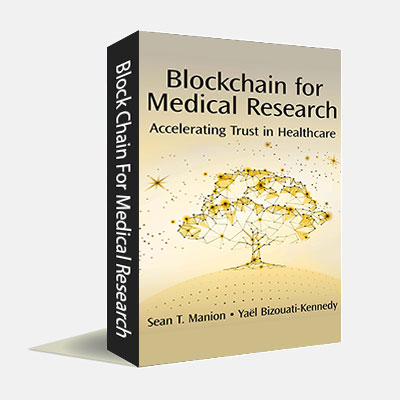 Block Chain For Medical Research
Blockchain for
Medical Research
Accelerating Trust in Healthcare
Sean T. Manion • Yaël Bizouati-Kennedy